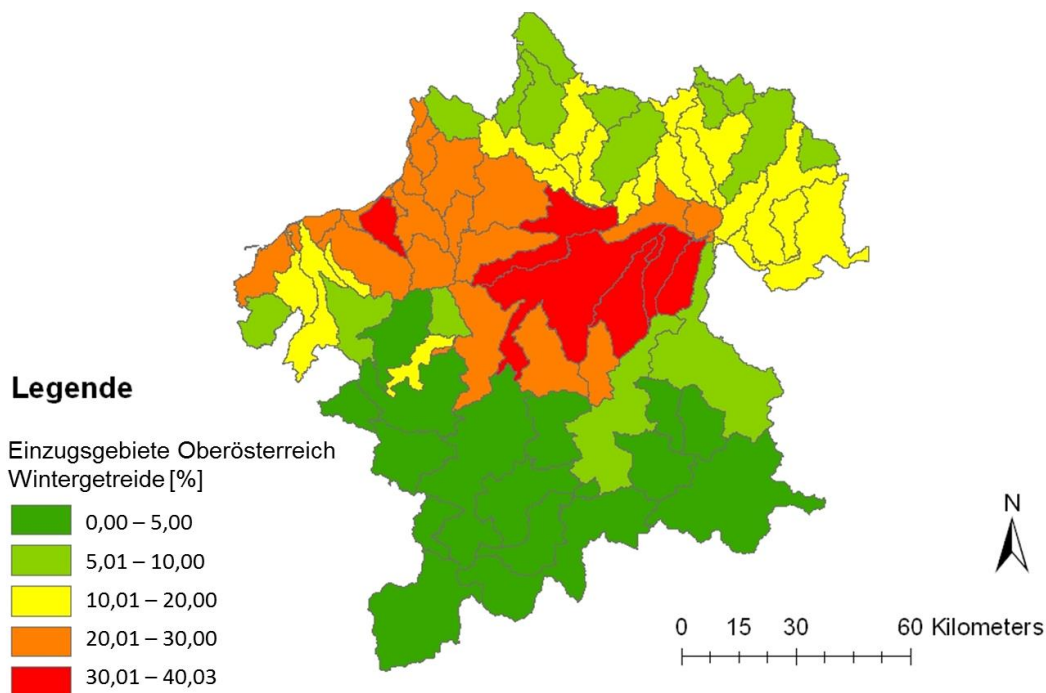 Legende
Einzugsgebiete Oberösterreich
Wintergetreide [%]
0,00 – 5,00
5,01 – 10,00
10,01 – 20,00
20,01 – 30,00
30,01 – 40,03
N
0 15 30 60 Kilometers